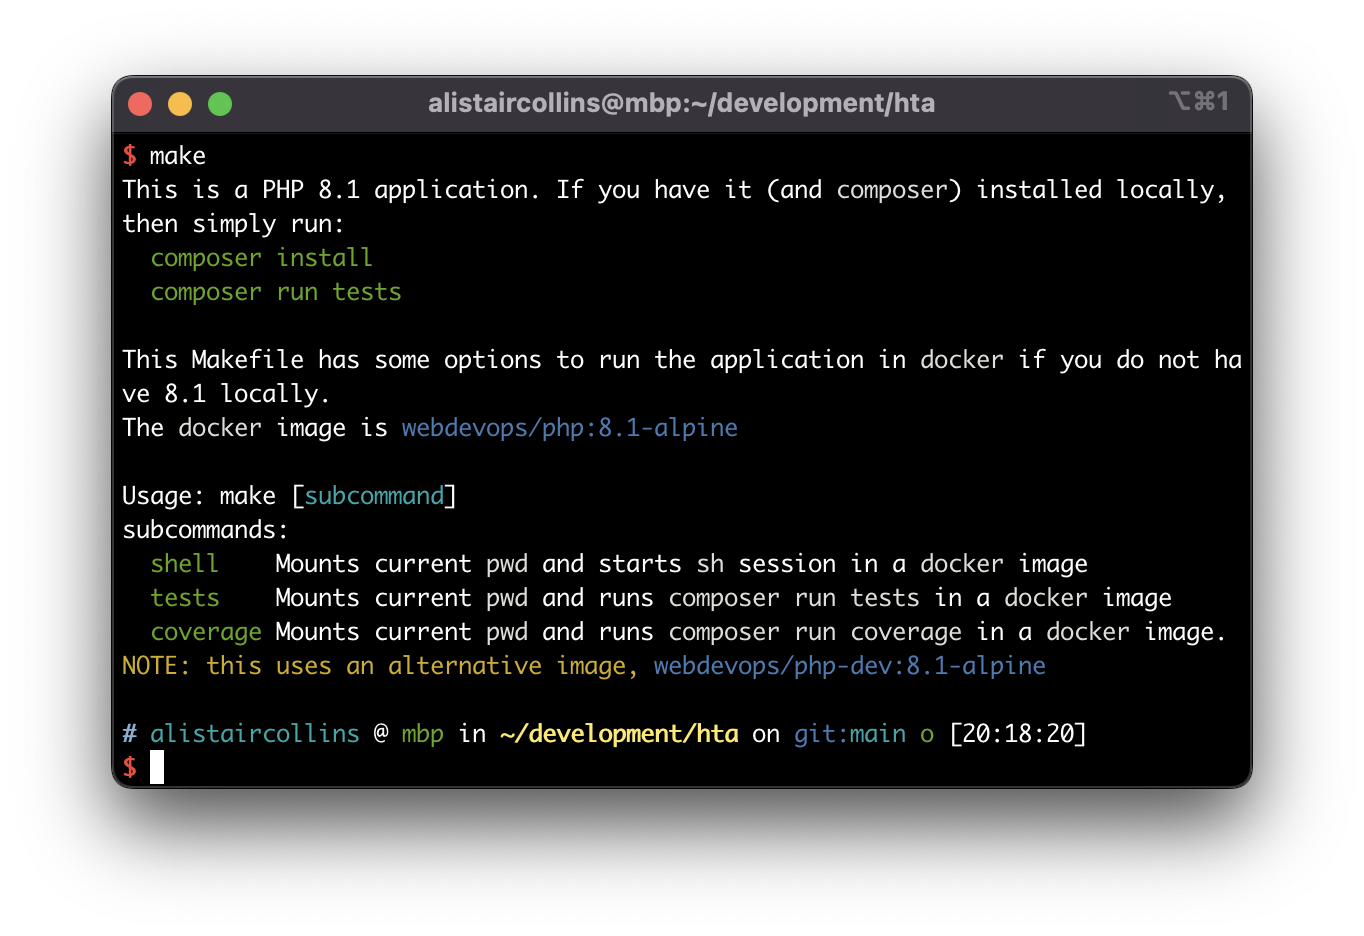 alistaircollins@mbp:~/development/hta
⌥⌘1
$ make
This is a PHP 8.1 application. If you have it (and composer) installed locally,
then simply run:
  composer install
  composer run tests

This Makefile has some options to run the application in docker if you do not ha
ve 8.1 locally.
The docker image is webdevops/php:8.1-alpine

Usage: make [subcommand]
subcommands:
  shell    Mounts current pwd and starts sh session in a docker image
  tests    Mounts current pwd and runs composer run tests in a docker image
  coverage Mounts current pwd and runs composer run coverage in a docker image.
NOTE: this uses an alternative image, webdevops/php-dev:8.1-alpine

# alistaircollins @ mbp in ~/development/hta on git:main o [20:18:20]
$